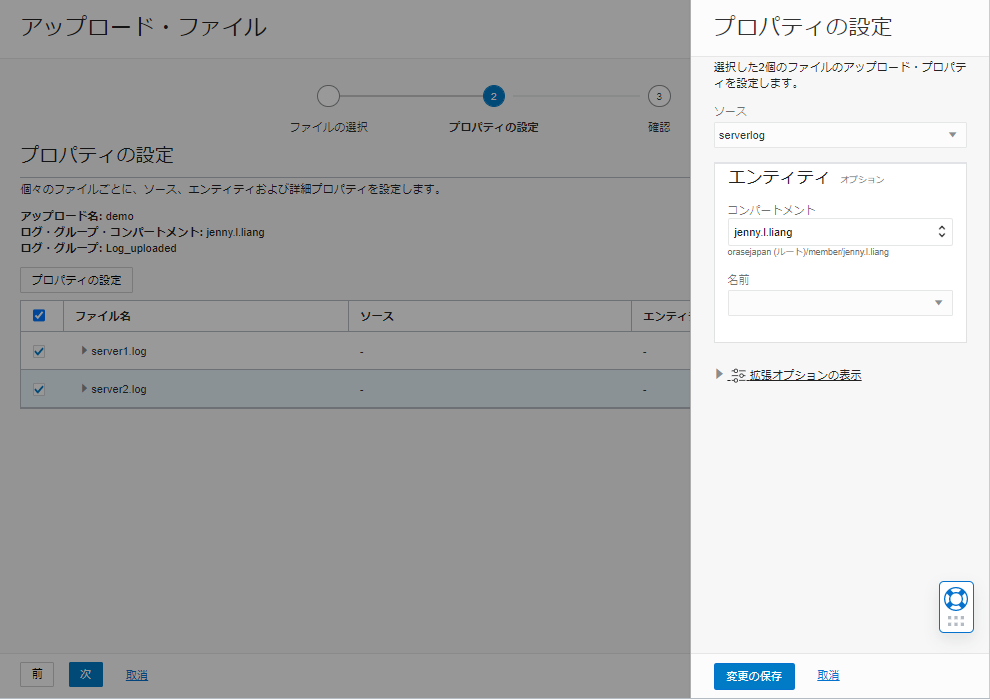 アップロード・ファイル
2
3
ファイルの選択
プロパティの設定
確認
プロパティの設定
個々のファイルごとに、ソース、エンティティおよび詳細プロパティを設定します。
アップロード名: demo
ログ・グループ・コンパートメント: jenny.l.liang
ログ・グループ: Log_uploaded
プロパティの設定
ファイル名 ソース エンティ
server1.log - -
server2.log - -
前 次 取消
プロパティの設定
選択した2個のファイルのアップロード・プロパテ
ィを設定します。
ソース
serverlog
エンティティ オプション
コンパートメント
jenny.l.liang
orasejapan (ルート)/member/jenny.l.liang
名前
拡張オプションの表示
変更の保存 取消